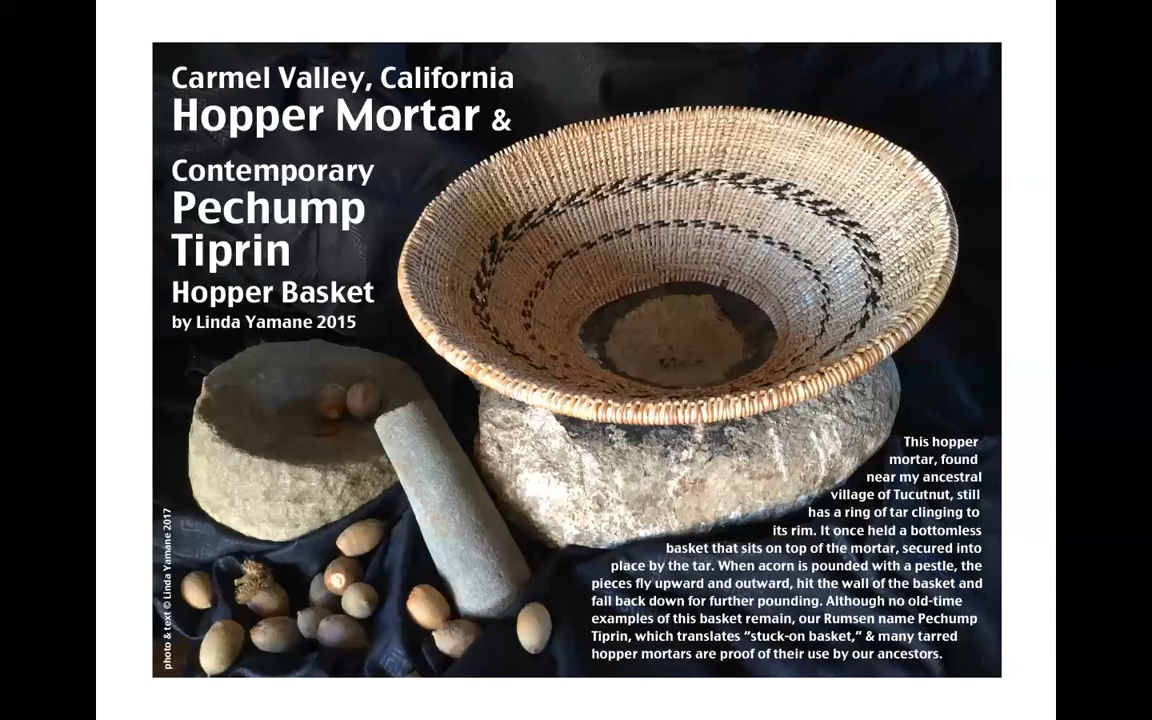 Carmel Valley, California
Hopper Mortar &
Contemporary
Pechump
Tiprin
Hopper Basket
by Linda Yamane 2015
This hopper
mortar, found
near my ancestral
village of Tucutnut, still
has a ring of tar clinging to
its rim. It once held a bottomless
basket that sits on top of the mortar, secured into
place by the tar. When acorn is pounded with a pestle, the
pieces fly upward and outward, hit the wall of the basket and
fall back down for further pounding. Although no old-time
examples of this basket remain, our Rumsen name Pechump
Tiprin, which translates “stuck-on basket,” & many tarred
hopper mortars are proof of their use by our ancestors.
photo & text © Linda Yamane 2017